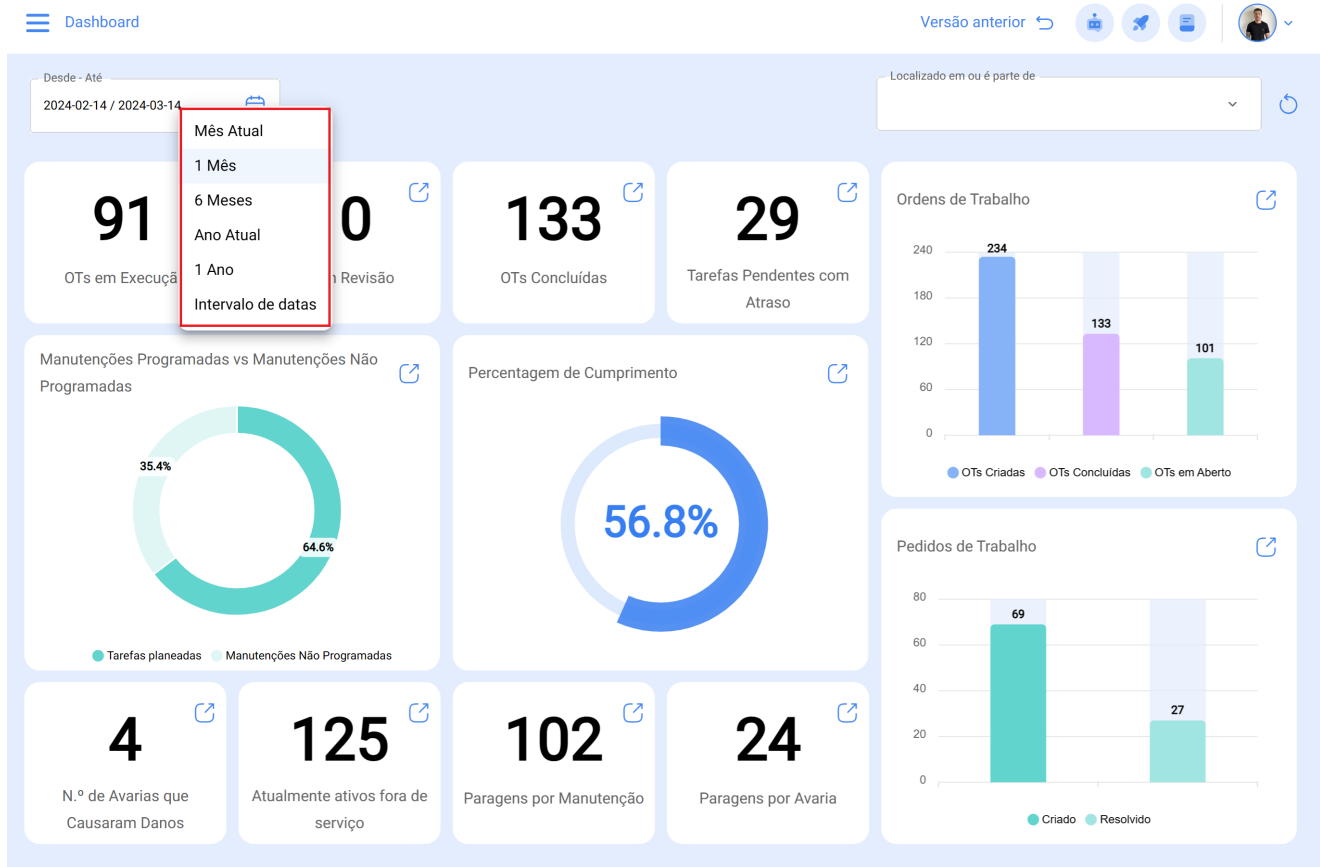 Dashboard
Versão anterior
Desde - Até
2024-02-14 / 2024-03-14
Localizado em ou é parte de
Mês Atual
1 Mês
6 Meses
Ano Atual
1 Ano
Intervalo de datas
91
OTs em Execuçã
0
Revisão
133
OTs Concluídas
29
Tarefas Pendentes com
Atraso
Ordens de Trabalho
240
180
120
60
0
234
133
101
OTs Criadas
OTs Concluídas
OTs em Aberto
Manutenções Programadas vs Manutenções Não
Programadas
35.4%
64.6%
Tarefas planeadas
Manutenções Não Programadas
Percentagem de Cumprimento
56.8%
Pedidos de Trabalho
80
60
40
20
0
69
27
Criado
Resolvido
4
N.º de Avarias que
Causaram Danos
125
Atualmente ativos fora de
serviço
102
Paragens por Manutenção
24
Paragens por Avaria